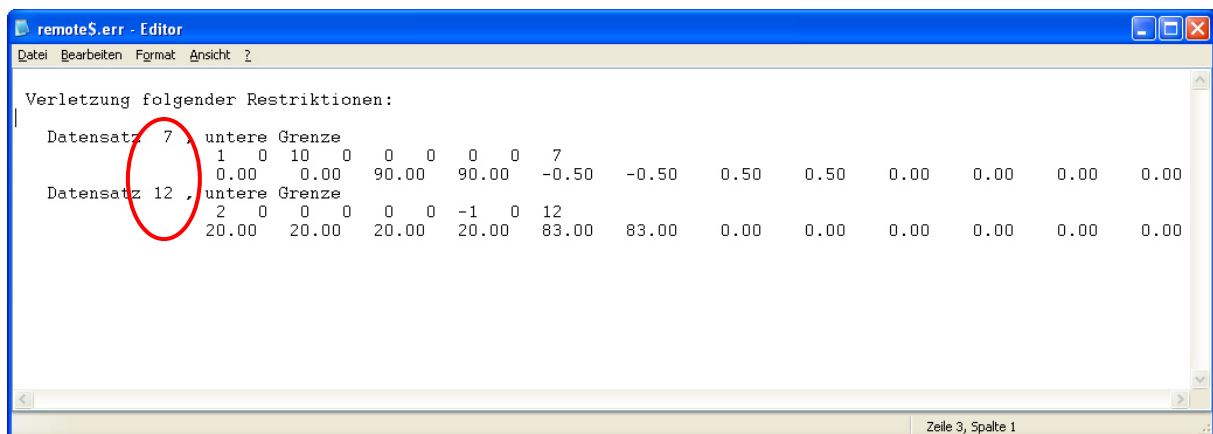 remote$.err - Editor
Datei Bearbeiten Format Ansicht ?
Verletzung folgender Restriktionen:
Datensatz 7 , untere Grenze
1 0 10 0 0 0 0 0 7
0.00 0.00 90.00 90.00 -0.50 -0.50 0.50 0.50 0.00 0.00 0.00 0.00
Datensatz 12 , untere Grenze
2 0 0 0 0 0 -1 0 12
20.00 20.00 20.00 20.00 83.00 83.00 0.00 0.00 0.00 0.00 0.00 0.00
Zeile 3, Spalte 1